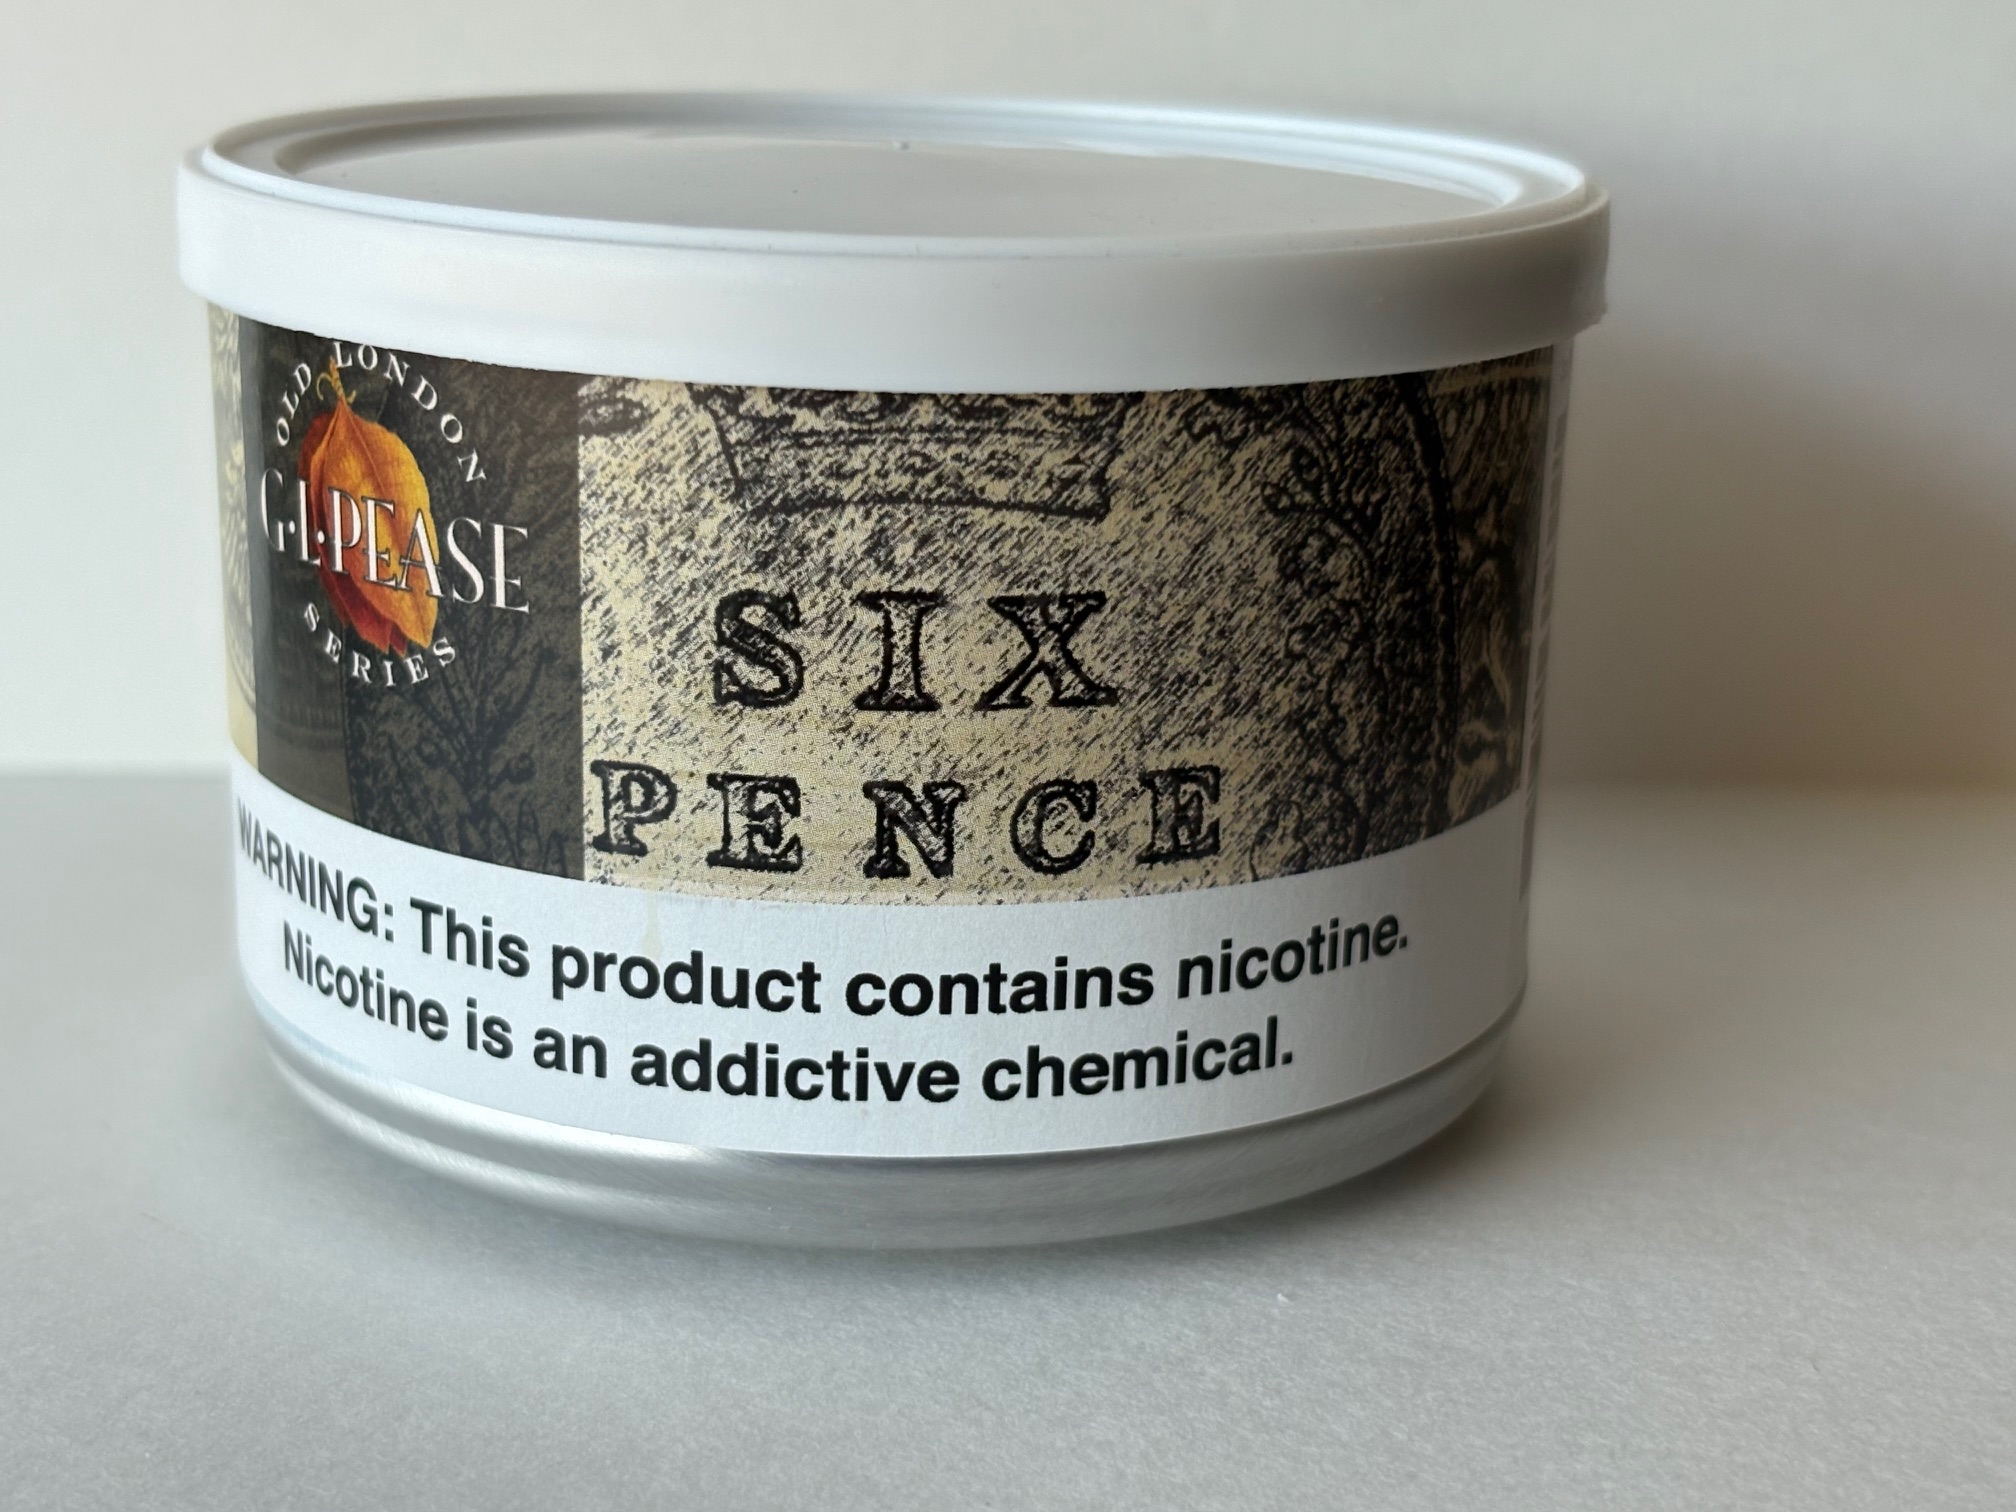 OLD LONDON
G·L·PEASE
SERIES
SIX
PENCE
WARNING: This product contains nicotine.
Nicotine is an addictive chemical.